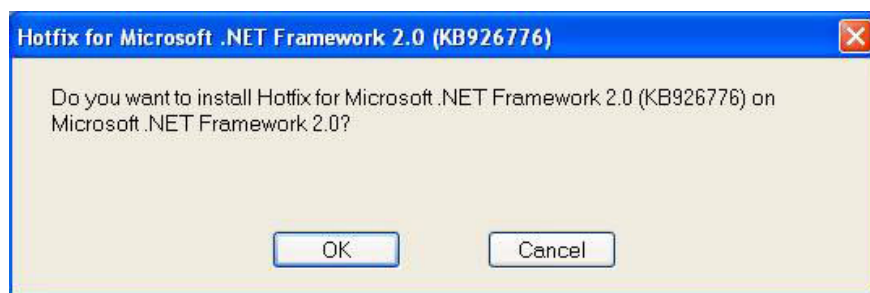 Hotfix for Microsoft .NET Framework 2.0 (KB926776)
Do you want to install Hotfix for Microsoft .NET Framework 2.0 (KB926776) on
Microsoft .NET Framework 2.0?
OK Cancel